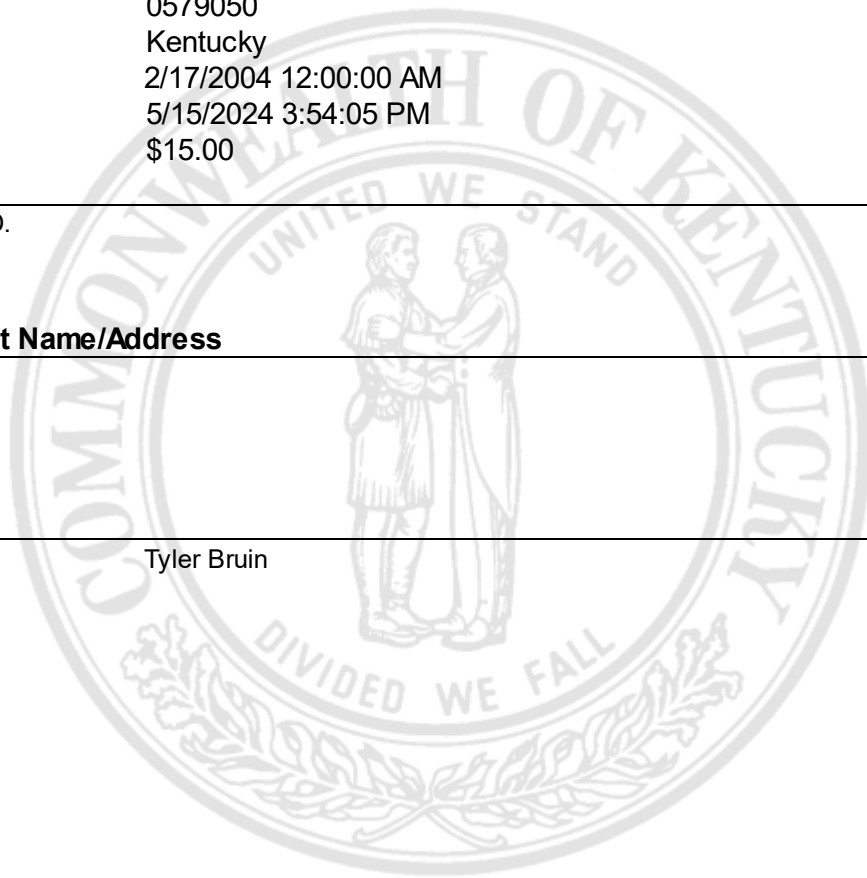 0579050
Kentucky
2/17/2004 12:00:00 AM
5/15/2024 3:54:05 PM
$15.00
UNITED WE STAND
COMMONWEALTH OF KENTUCKY
t Name/Address
Tyler Bruin
DIVIDED WE FALL